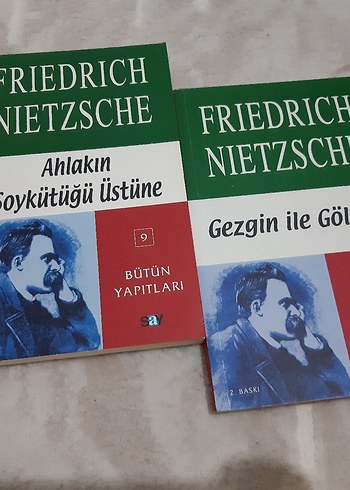 FRIEDRICH
NIETZSCHE
Ahlakın
Soykütüğü Üstüne
9
BÜTÜN
YAPITLARI
say
FRIEDRICH
NIETZSCHE
Gezgin ile Göl
2. BASKI